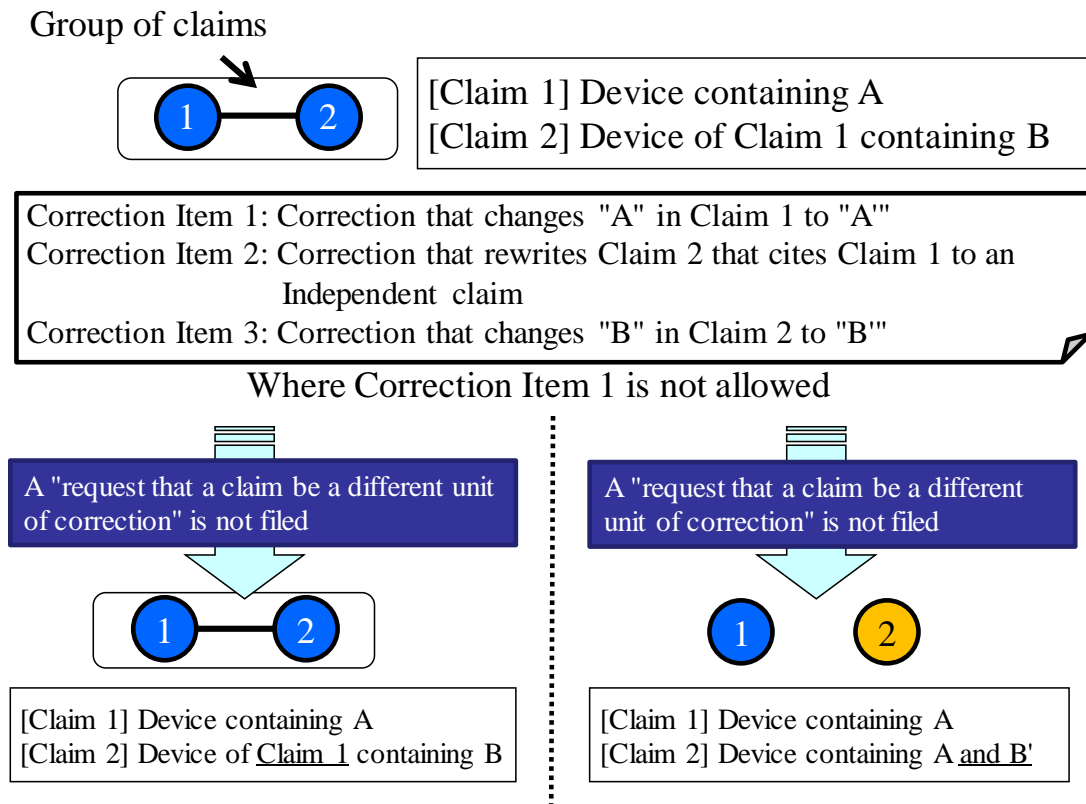 Group of claims
1
2
[Claim 1] Device containing A
[Claim 2] Device of Claim 1 containing B
Correction Item 1: Correction that changes "A" in Claim 1 to "A'"
Correction Item 2: Correction that rewrites Claim 2 that cites Claim 1 to an
Independent claim
Correction Item 3: Correction that changes "B" in Claim 2 to "B'"
Where Correction Item 1 is not allowed
A "request that a claim be a different unit
of correction" is not filed
1
2
[Claim 1] Device containing A
[Claim 2] Device of Claim 1 containing B
A "request that a claim be a different
unit of correction" is not filed
1
2
[Claim 1] Device containing A
[Claim 2] Device containing A and B'